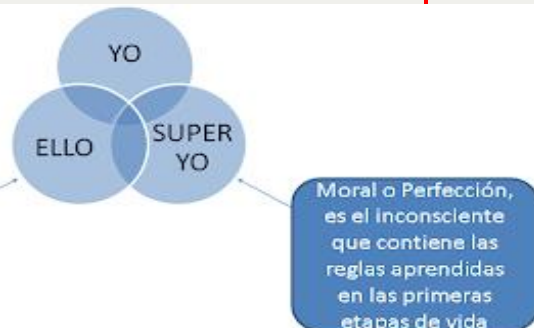 YO
ELLO
SUPER
YO
Moral o Perfección,
es el inconsciente
que contiene las
reglas aprendidas
en las primeras
etapas de vida